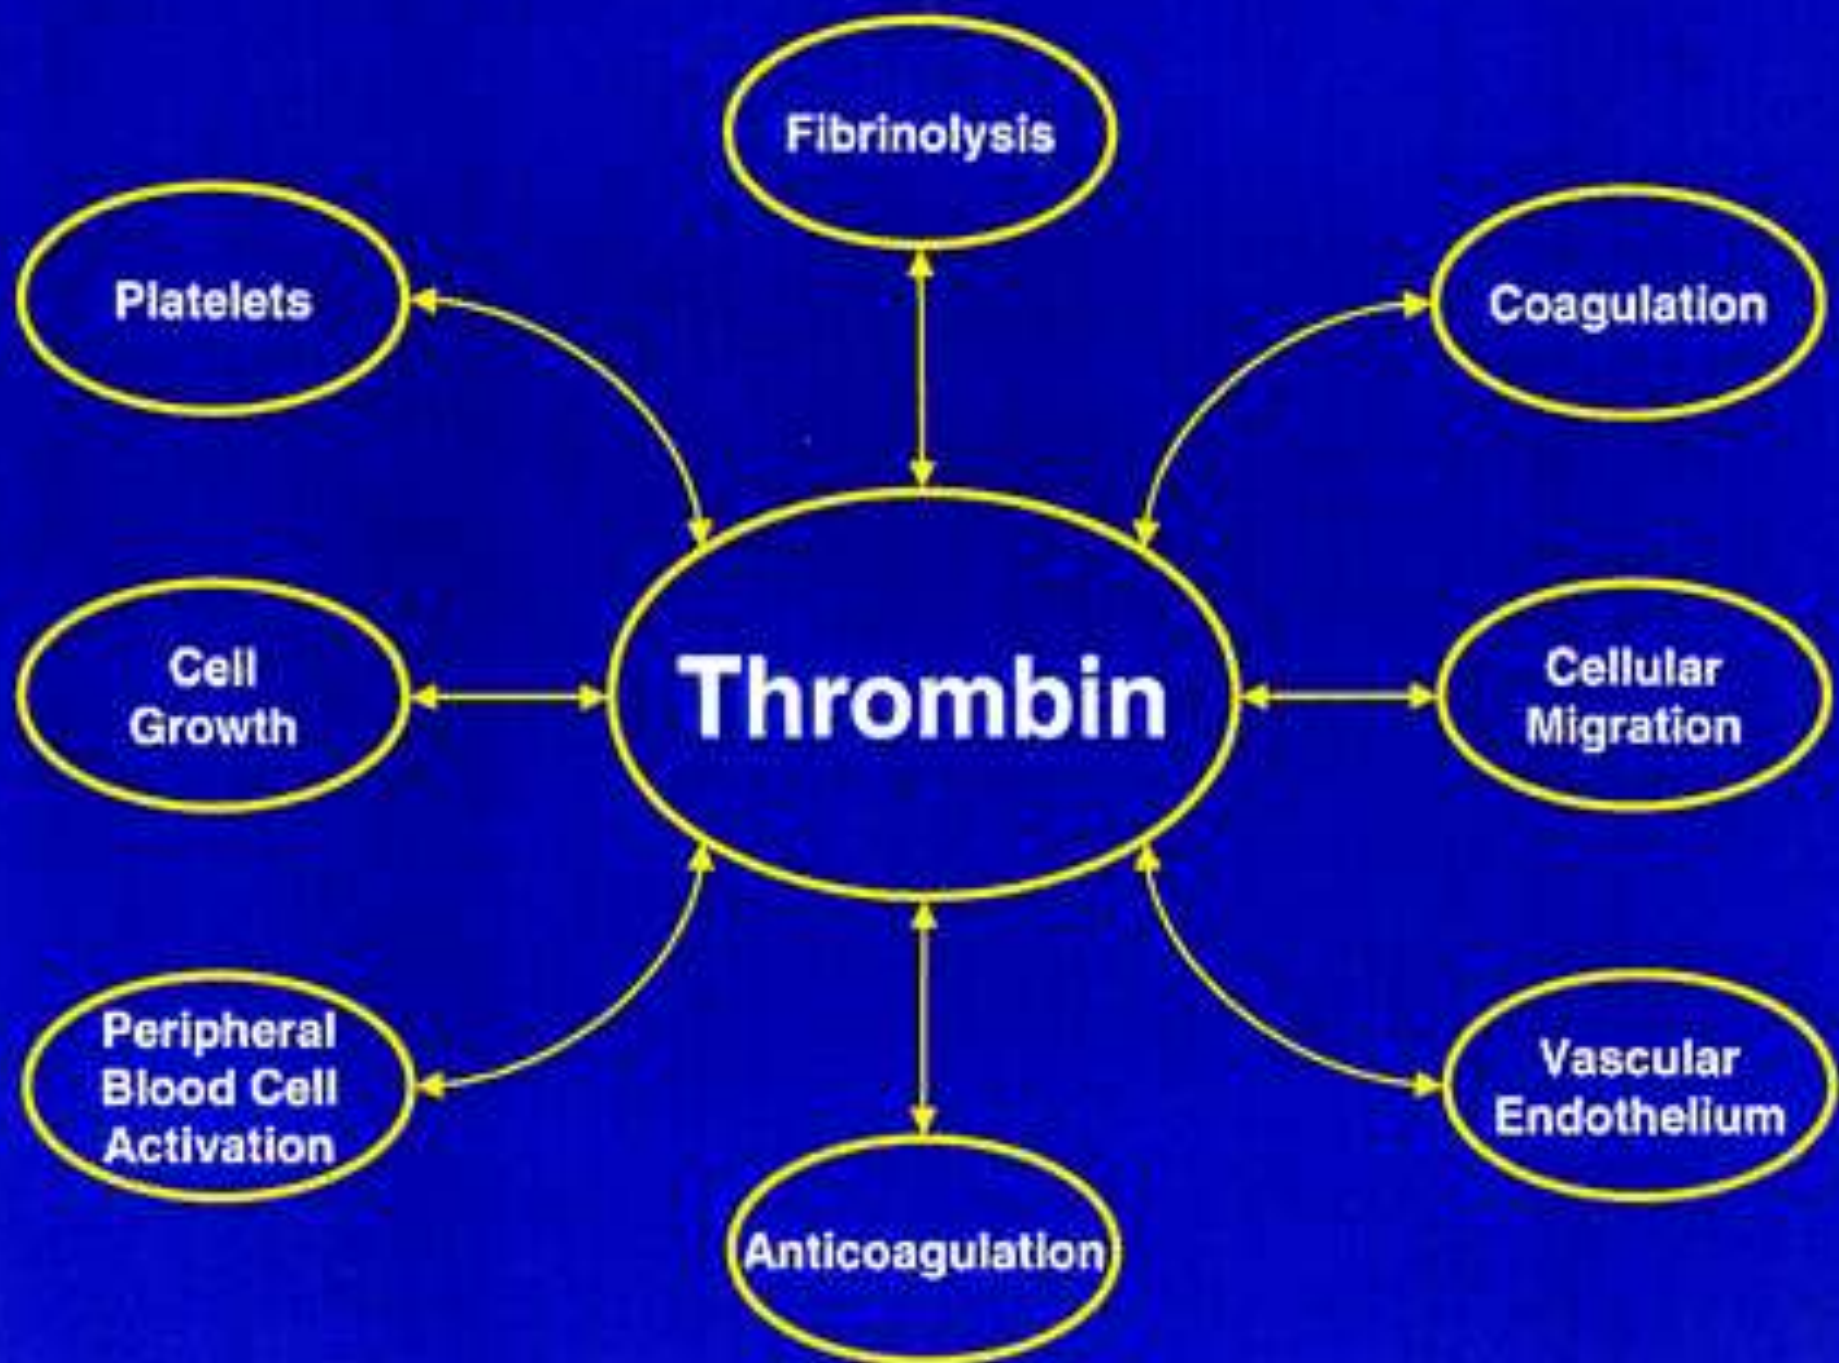 Fibrinolysis
Platelets
Coagulation
Cell
Growth
Thrombin
Cellular
Migration
Peripheral
Blood Cell
Activation
Vascular
Endothelium
Anticoagulation